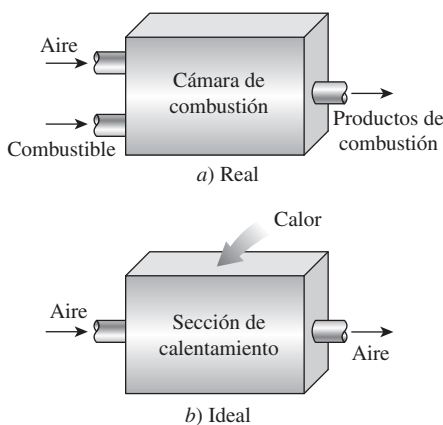 Aire
Cámara de
combustión
Combustible
Productos de
combustión
a) Real
Calor
Aire
Sección de
calentamiento
Aire
b) Ideal